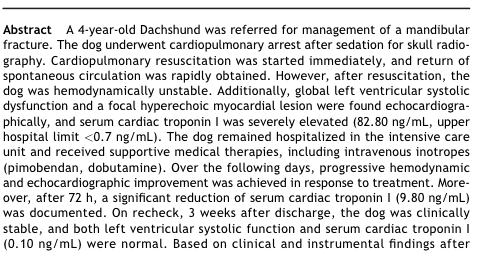 Abstract A 4-year-old Dachshund was referred for management of a mandibular
fracture. The dog underwent cardiopulmonary arrest after sedation for skull radio-
graphy. Cardiopulmonary resuscitation was started immediately, and return of
spontaneous circulation was rapidly obtained. However, after resuscitation, the
dog was hemodynamically unstable. Additionally, global left ventricular systolic
dysfunction and a focal hyperechoic myocardial lesion were found echocardiogra-
phically, and serum cardiac troponin I was severely elevated (82.80 ng/mL, upper
hospital limit <0.7 ng/mL). The dog remained hospitalized in the intensive care
unit and received supportive medical therapies, including intravenous inotropes
(pimobendan, dobutamine). Over the following days, progressive hemodynamic
and echocardiographic improvement was achieved in response to treatment. More-
over, after 72 h, a significant reduction of serum cardiac troponin I (9.80 ng/mL)
was documented. On recheck, 3 weeks after discharge, the dog was clinically
stable, and both left ventricular systolic function and serum cardiac troponin I
(0.10 ng/mL) were normal. Based on clinical and instrumental findings after